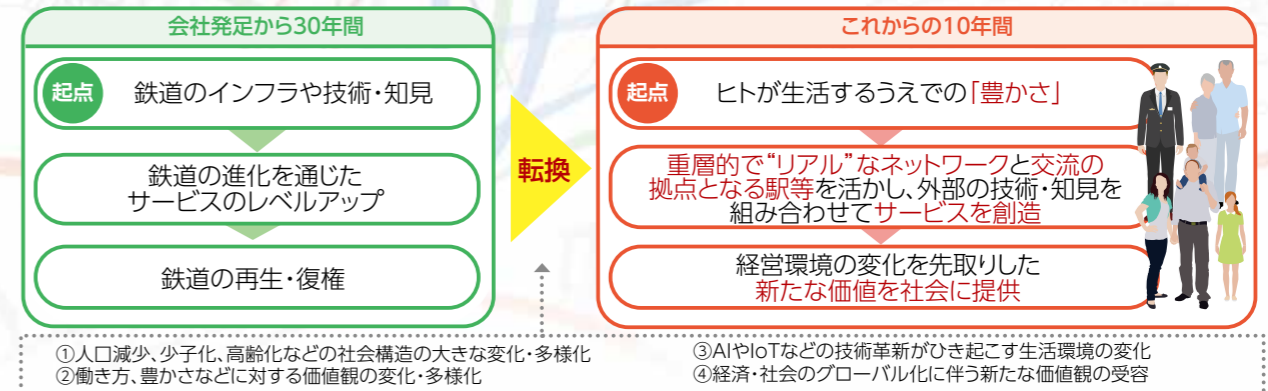 会社発足から30年間
起点
鉄道のインフラや技術・知見
鉄道の進化を通じた
サービスのレベルアップ
鉄道の再生・復権
転換
これからの10年間
起点
ヒトが生活するうえでの「豊かさ」
重層的で“リアル”なネットワークと交流の
拠点となる駅等を活かし、外部の技術・知見を
組み合わせてサービスを創造
経営環境の変化を先取りした
新たな価値を社会に提供
①人口減少、少子化、高齢化などの社会構造の大きな変化・多様化
②働き方、豊かさなどに対する価値観の変化・多様化
③AIやIoTなどの技術革新がひき起こす生活環境の変化
④経済・社会のグローバル化に伴う新たな価値観の受容